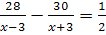 28/(x−3) − 30/(x+3) = 1/2